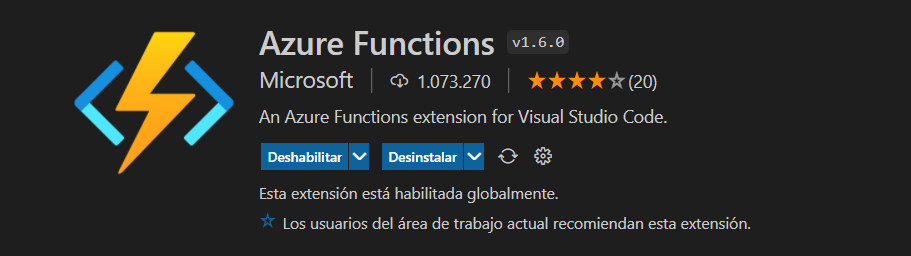 Azure Functions v1.6.0
Microsoft 1.073.270 (20)
An Azure Functions extension for Visual Studio Code.
Deshabilitar Desinstalar
Esta extensión está habilitada globalmente.
Los usuarios del área de trabajo actual recomiendan esta extensión.